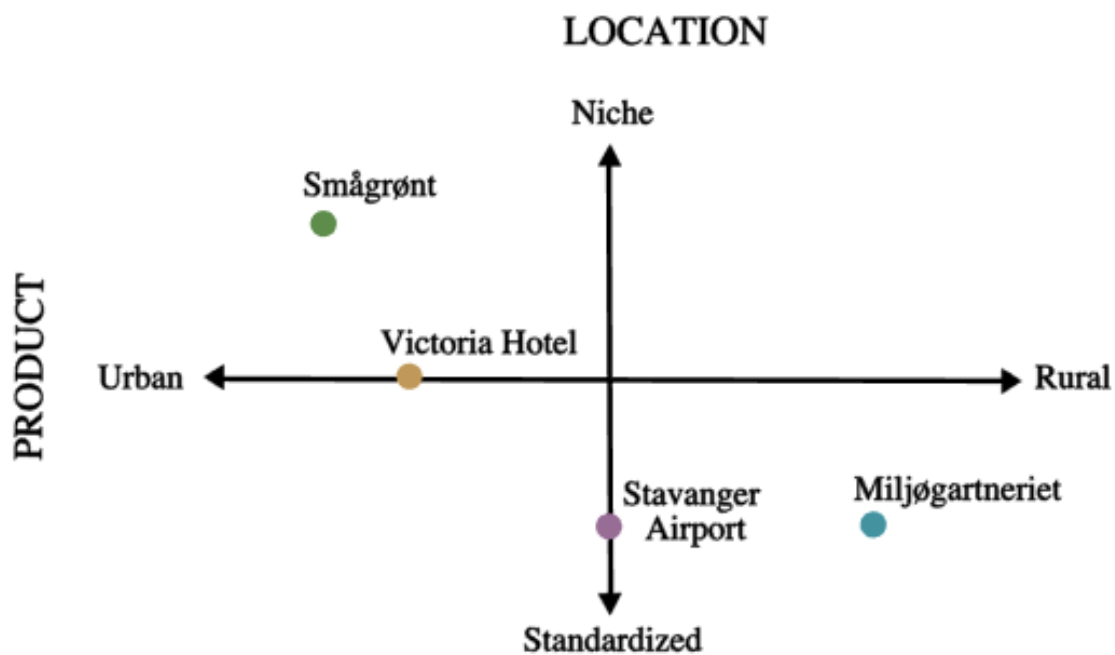 LOCATION
Niche
Smågrønt
PRODUCT
Victoria Hotel
Urban
Rural
Stavanger
Airport
Miljøgartneriet
Standardized